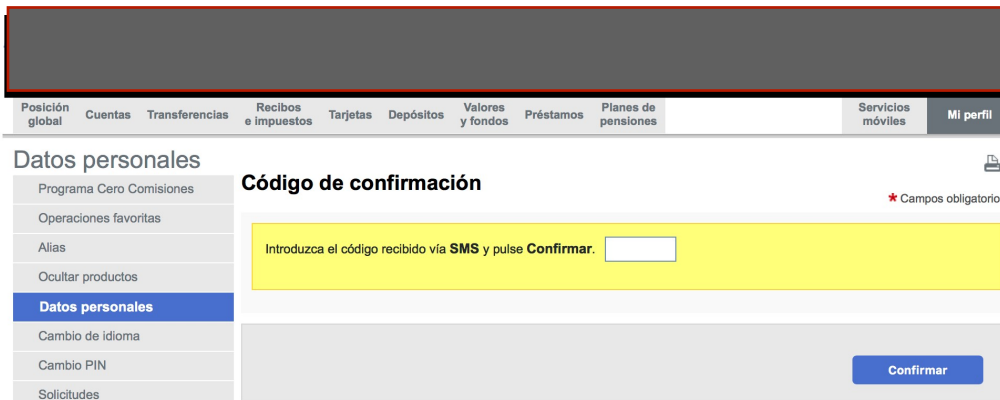 Posición global
Cuentas
Transferencias
Recibos e impuestos
Tarjetas
Depósitos
Valores y fondos
Préstamos
Planes de pensiones
Servicios móviles
Mi perfil
Datos personales
Programa Cero Comisiones
Operaciones favoritas
Alias
Ocultar productos
Datos personales
Cambio de idioma
Cambio PIN
Solicitudes
Código de confirmación
* Campos obligatorio
Introduzca el código recibido vía SMS y pulse Confirmar.
Confirmar